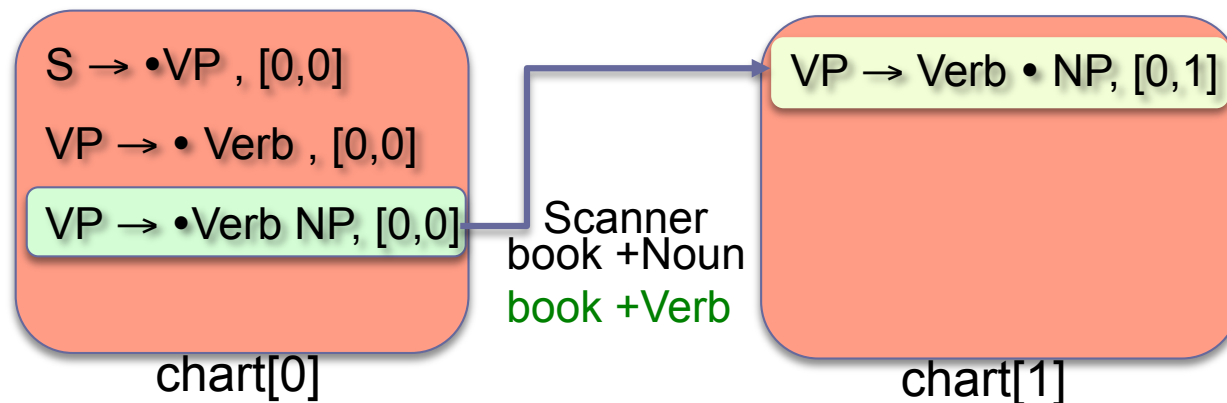 S → •VP , [0,0]
VP → • Verb , [0,0]
VP → •Verb NP, [0,0]
chart[0]
Scanner
book +Noun
book +Verb
VP → Verb • NP, [0,1]
chart[1]